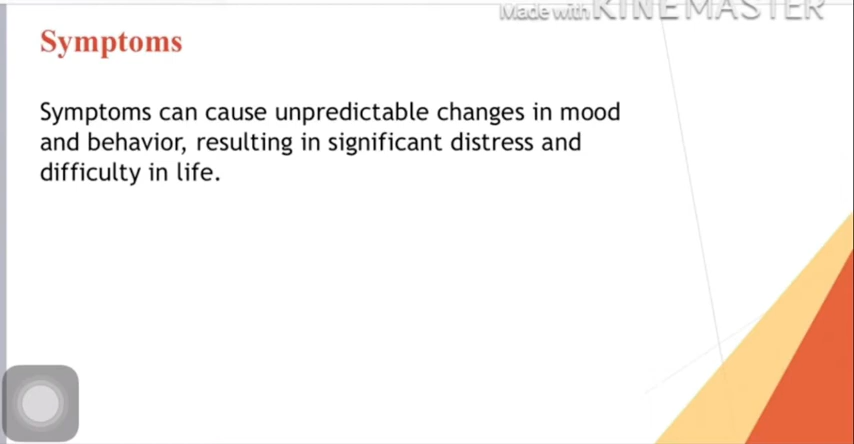 Made with KINEMASTER
Symptoms
Symptoms can cause unpredictable changes in mood
and behavior, resulting in significant distress and
difficulty in life.